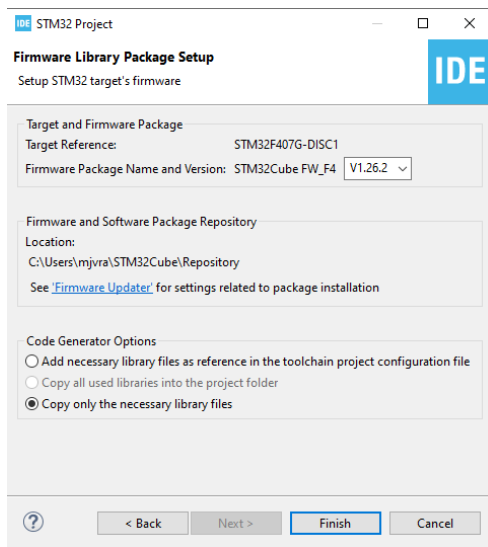 IDE STM32 Project
Firmware Library Package Setup
Setup STM32 target's firmware
IDE
Target and Firmware Package
Target Reference: STM32F407G-DISC1
Firmware Package Name and Version: STM32Cube FW_F4 V1.26.2
Firmware and Software Package Repository
Location:
C:\Users\mjvra\STM32Cube\Repository
See 'Firmware Updater' for settings related to package installation
Code Generator Options
Add necessary library files as reference in the toolchain project configuration file
Copy all used libraries into the project folder
Copy only the necessary library files
? < Back Next > Finish Cancel